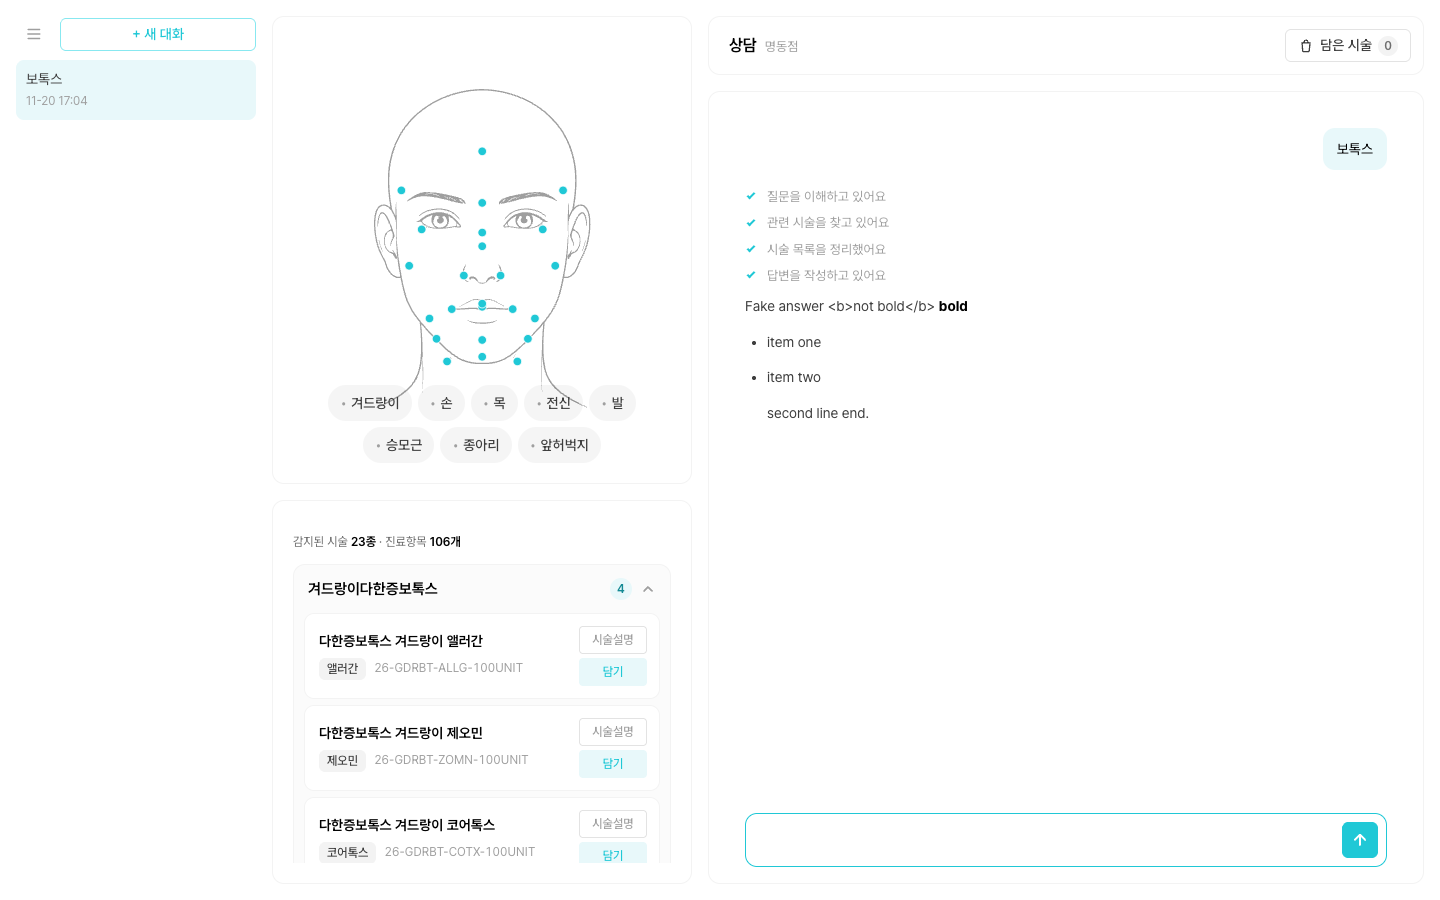 + 새 대화
보톡스
11-20 17:04
겨드랑이
손
목
전신
발
승모근
종아리
앞허벅지
감지된 시술 23종 · 진료항목 106개
겨드랑이다한증보톡스
4
다한증보톡스 겨드랑이 앨러간
앨러간 26-GDRBT-ALLG-100UNIT
시술설명
담기
다한증보톡스 겨드랑이 제오민
제오민 26-GDRBT-ZOMN-100UNIT
시술설명
담기
다한증보톡스 겨드랑이 코어톡스
코어톡스 26-GDRBT-COTX-100UNIT
시술설명
담기
상담 명동점
담은 시술 0
보톡스
질문을 이해하고 있어요
관련 시술을 찾고 있어요
시술 목록을 정리했어요
답변을 작성하고 있어요
Fake answer <b>not bold</b> bold
• item one
• item two
second line end.